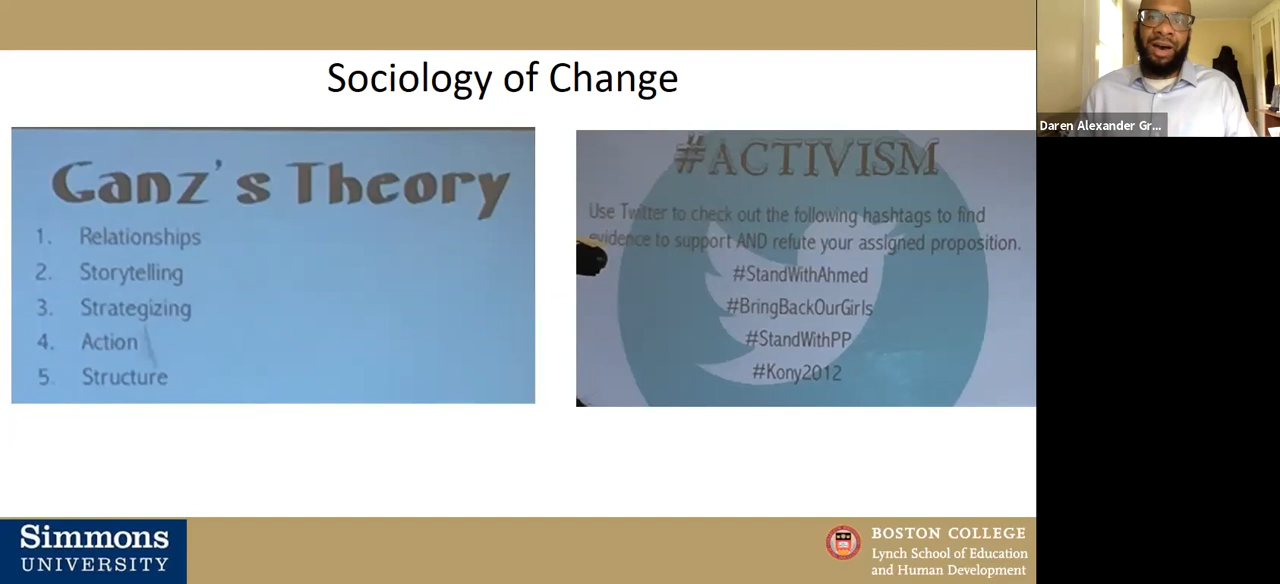 Sociology of Change
Ganz's Theory
1. Relationships
2. Storytelling
3. Strategizing
4. Action
5. Structure
#ACTIVISM
Use Twitter to check out the following hashtags to find
evidence to support AND refute your assigned proposition.
#StandWithAhmed
#BringBackOurGirls
#StandWithPP
#Kony2012
Daren Alexander Gr...
Simmons
UNIVERSITY
BOSTON COLLEGE
Lynch School of Education
and Human Development